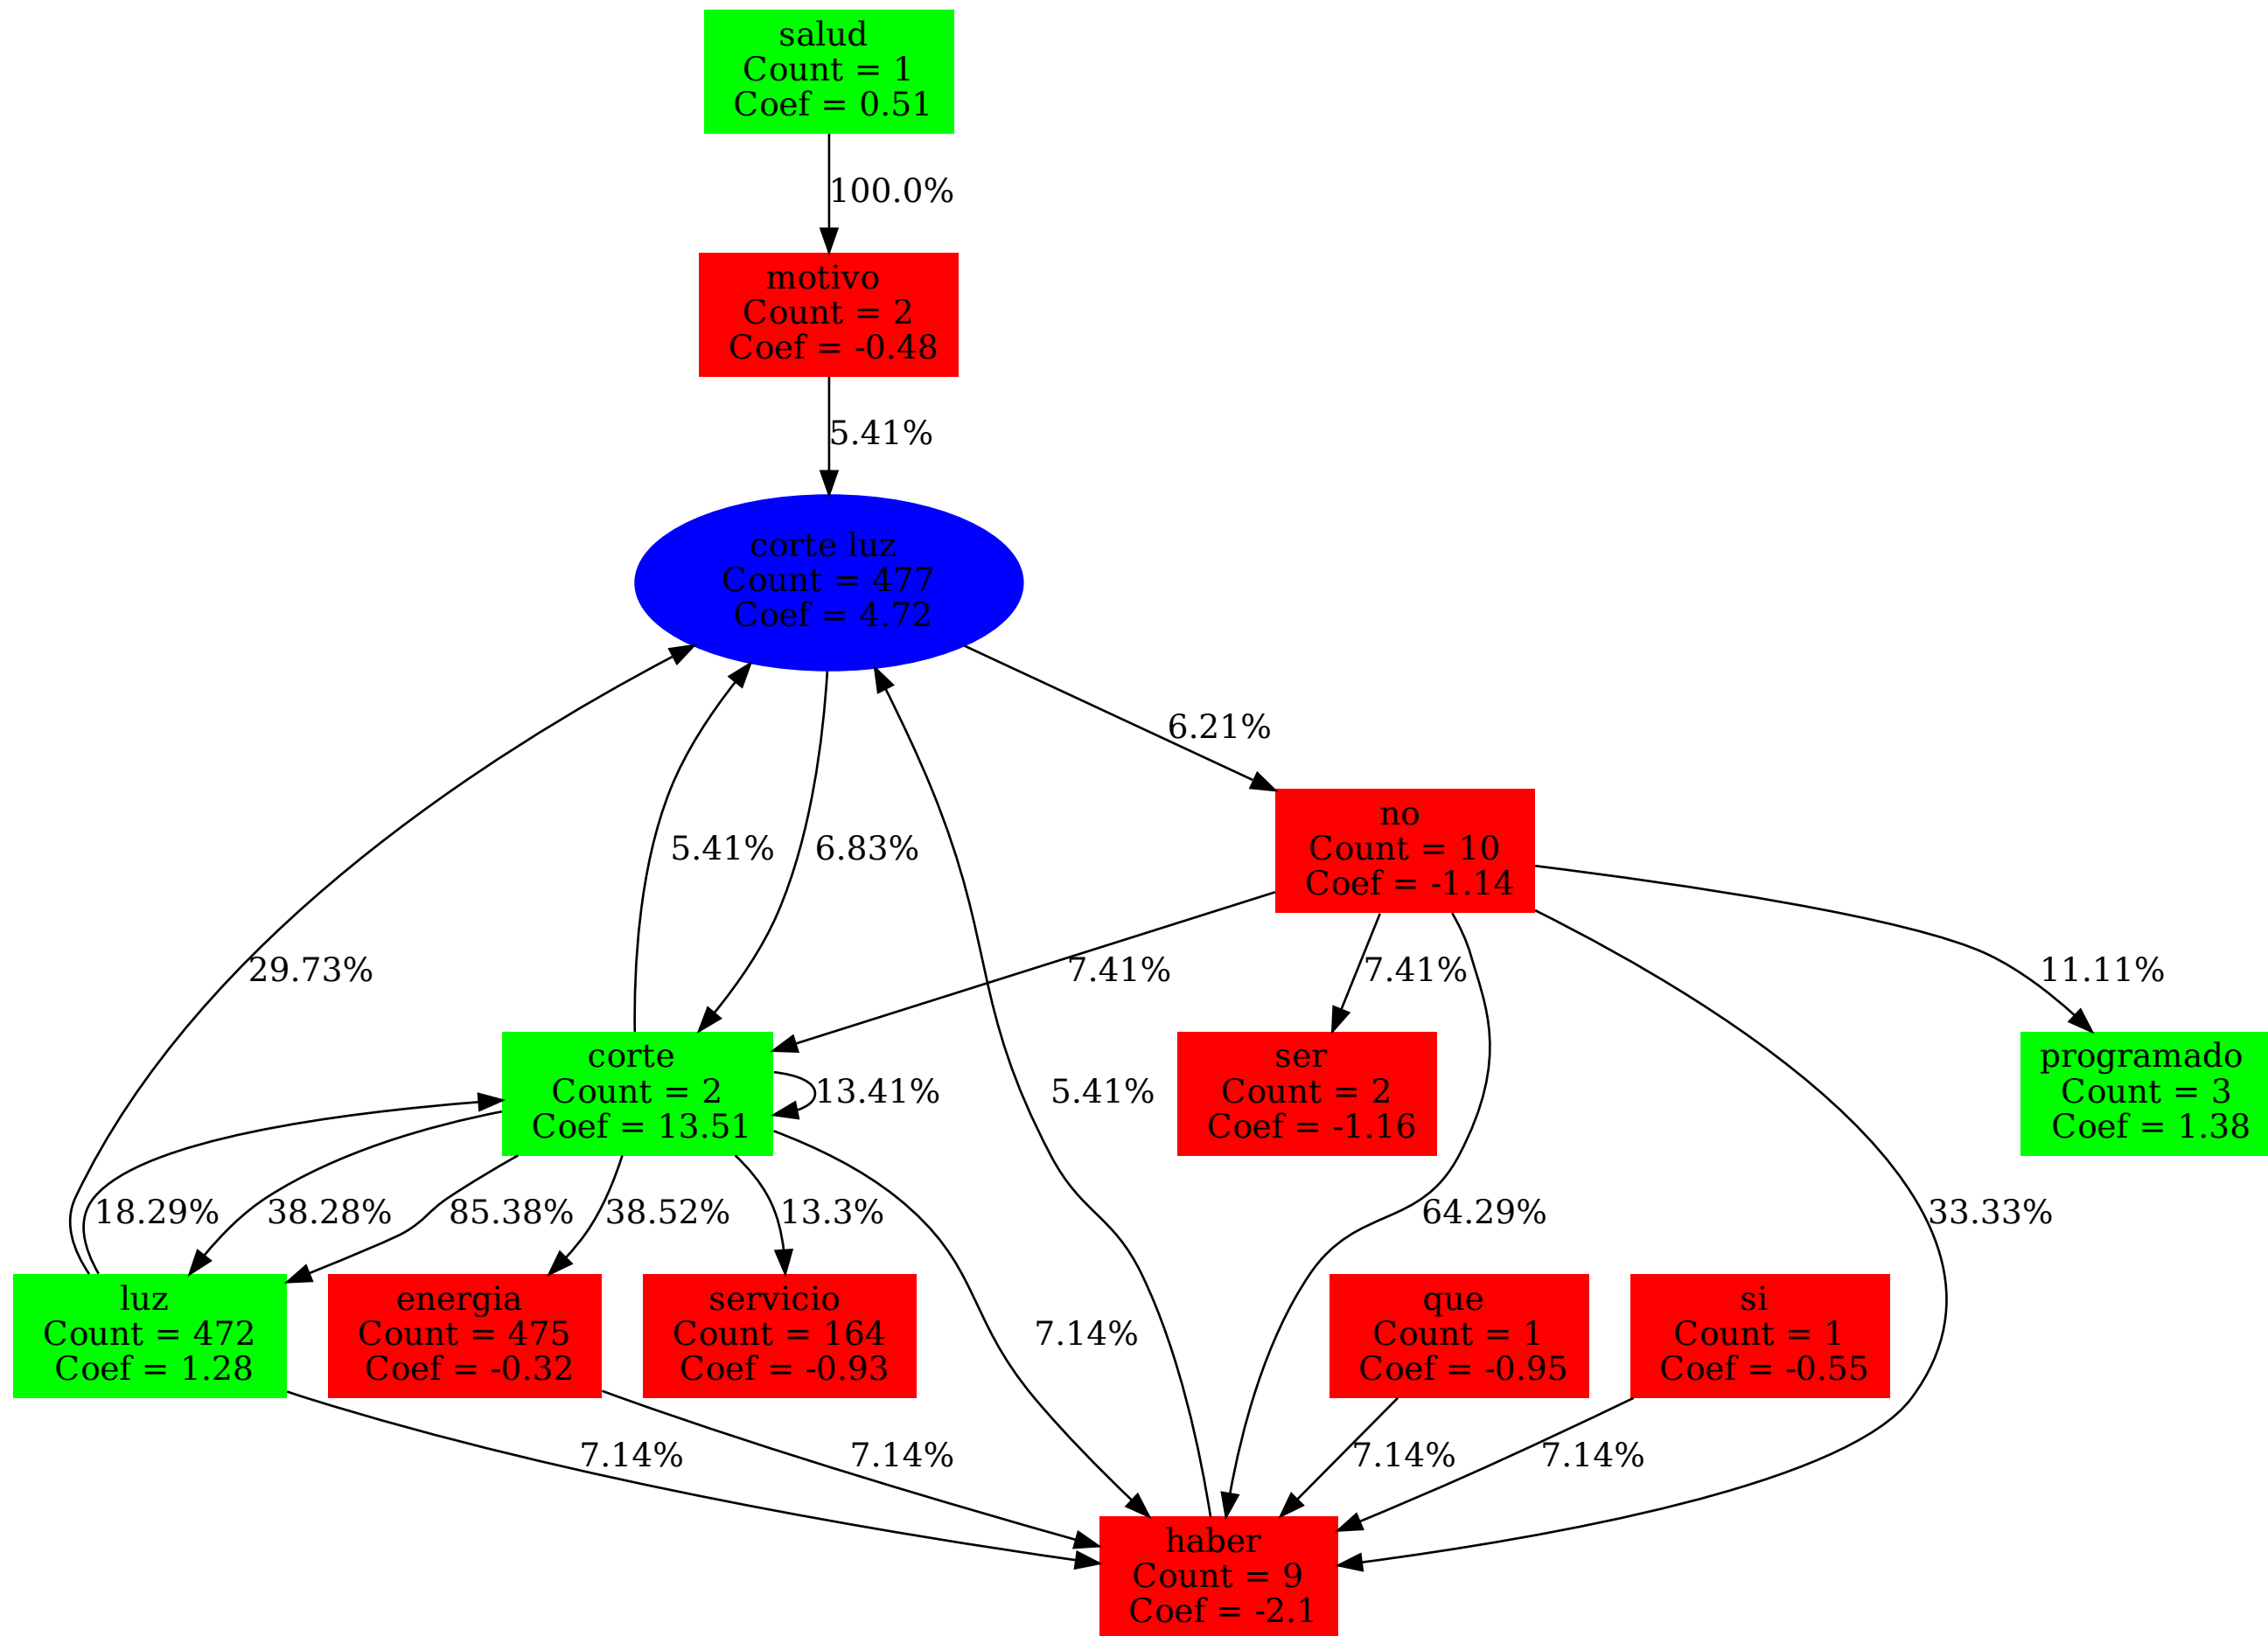 salud
Count = 1
Coef = 0.51
100.0%
motivo
Count = 2
Coef = -0.48
5.41%
corte luz
Count = 477
Coef = 4.72
6.21%
5.41%
6.83%
no
Count = 10
Coef = -1.14
29.73%
7.41%
7.41%
11.11%
corte
Count = 2
Coef = 13.51
13.41%
5.41%
ser
Count = 2
Coef = -1.16
programado
Count = 3
Coef = 1.38
18.29%
38.28%
85.38%
38.52%
13.3%
64.29%
33.33%
luz
Count = 472
Coef = 1.28
energia
Count = 475
Coef = -0.32
servicio
Count = 164
Coef = -0.93
7.14%
que
Count = 1
Coef = -0.95
si
Count = 1
Coef = -0.55
7.14%
7.14%
7.14%
7.14%
haber
Count = 9
Coef = -2.1